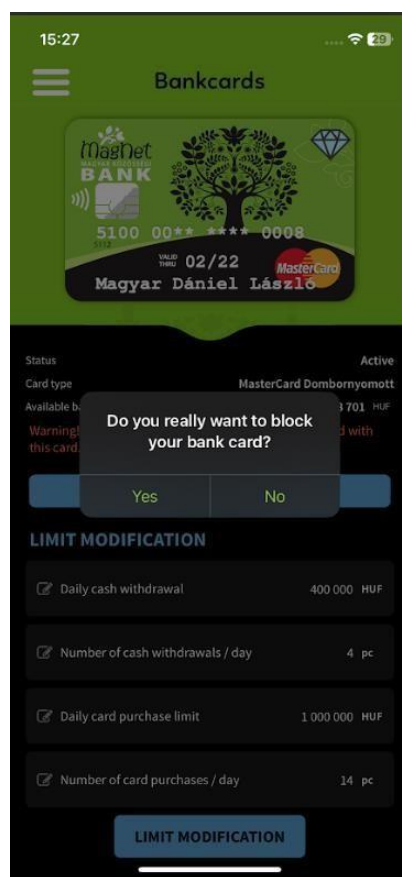 15:27
29
Bankcards
MagNet
MAGYAR KÖZÖSSÉGI
BANK
5100 00** **** 0008
5112
VALID THRU 02/22
MasterCard
Magyar Dániel László
Status Active
Card type MasterCard Dombornyomott
Available b 701 HUF
Warning! d with
this card.
Do you really want to block
your bank card?
Yes No
LIMIT MODIFICATION
Daily cash withdrawal 400 000 HUF
Number of cash withdrawals / day 4 pc
Daily card purchase limit 1 000 000 HUF
Number of card purchases / day 14 pc
LIMIT MODIFICATION